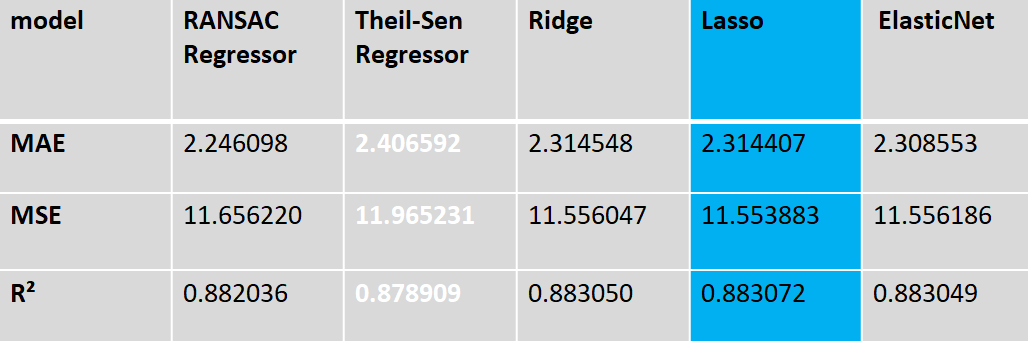 model RANSAC Theil-Sen Ridge Lasso ElasticNet
Regressor Regressor
MAE 2.246098 2.406592 2.314548 2.314407 2.308553
MSE 11.656220 11.965231 11.556047 11.553883 11.556186
R² 0.882036 0.878909 0.883050 0.883072 0.883049